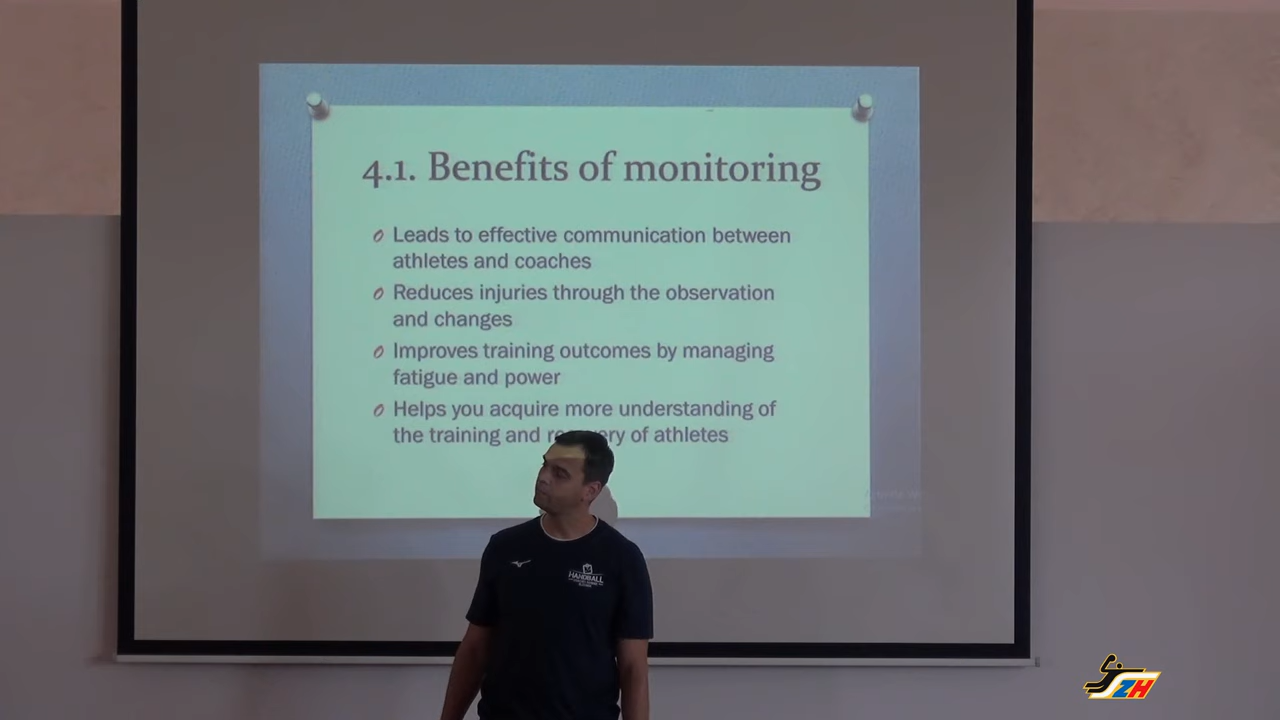 4.1. Benefits of monitoring
Leads to effective communication between
athletes and coaches
Reduces injuries through the observation
and changes
Improves training outcomes by managing
fatigue and power
Helps you acquire more understanding of
the training and of athletes
HANDBALL
ZH